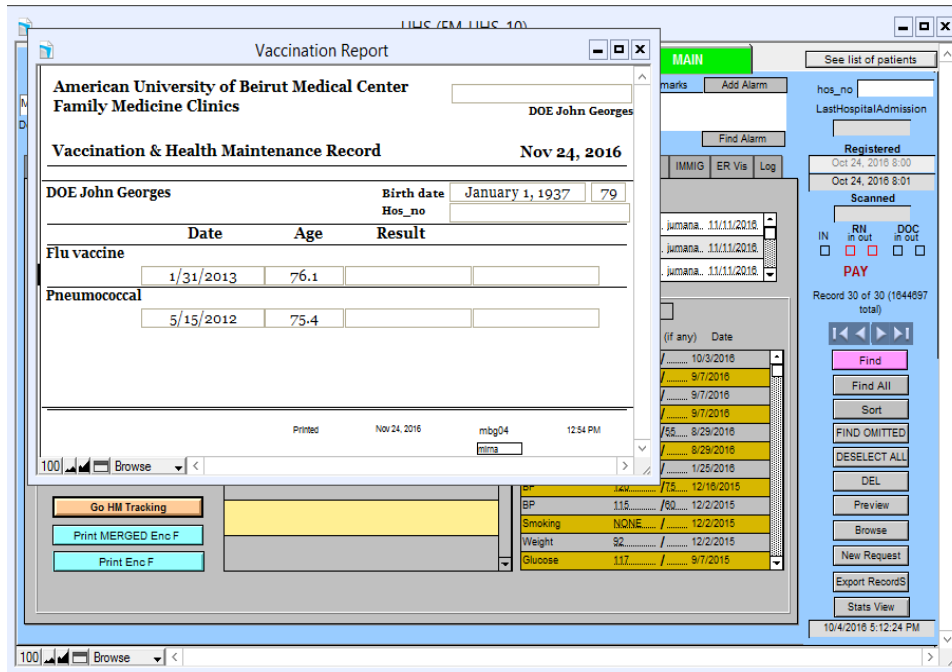 Vaccination Report
American University of Beirut Medical Center
Family Medicine Clinics
DOE John Georges
Vaccination & Health Maintenance Record Nov 24, 2016
DOE John Georges Birth date January 1, 1937 79
Hos_no
Date Age Result
Flu vaccine
1/31/2013 76.1
Pneumococcal
5/15/2012 75.4
Printed Nov 24, 2016 mbg04 12:54 PM
mirna
100 Browse
MAIN
See list of patients
marks Add Alarm
Find Alarm
hos_no
LastHospitalAdmission
Registered
Oct 24, 2016 8:00
Oct 24, 2016 8:01
Scanned
IN RN in out DOC in out
PAY
IMMIG ER Vis Log
jumana.. 11/11/2016
jumana.. 11/11/2016
jumana.. 11/11/2016
Record 30 of 30 (1644697
total)
(if any) Date
/........ 10/3/2016
/........ 9/7/2016
/........ 9/7/2016
/........ 9/7/2016
/55..... 8/29/2016
/........ 8/29/2016
/........ 1/25/2016
BP 120 /75.... 12/16/2015
BP 115 /60.... 12/2/2015
Smoking NONE /........ 12/2/2015
Weight 92 /........ 12/2/2015
Glucose 117 /........ 9/7/2015
Go HM Tracking
Print MERGED Enc F
Print Enc F
Find
Find All
Sort
FIND OMITTED
DESELECT ALL
DEL
Preview
Browse
New Request
Export RecordS
Stats View
10/4/2016 5:12:24 PM
100 Browse